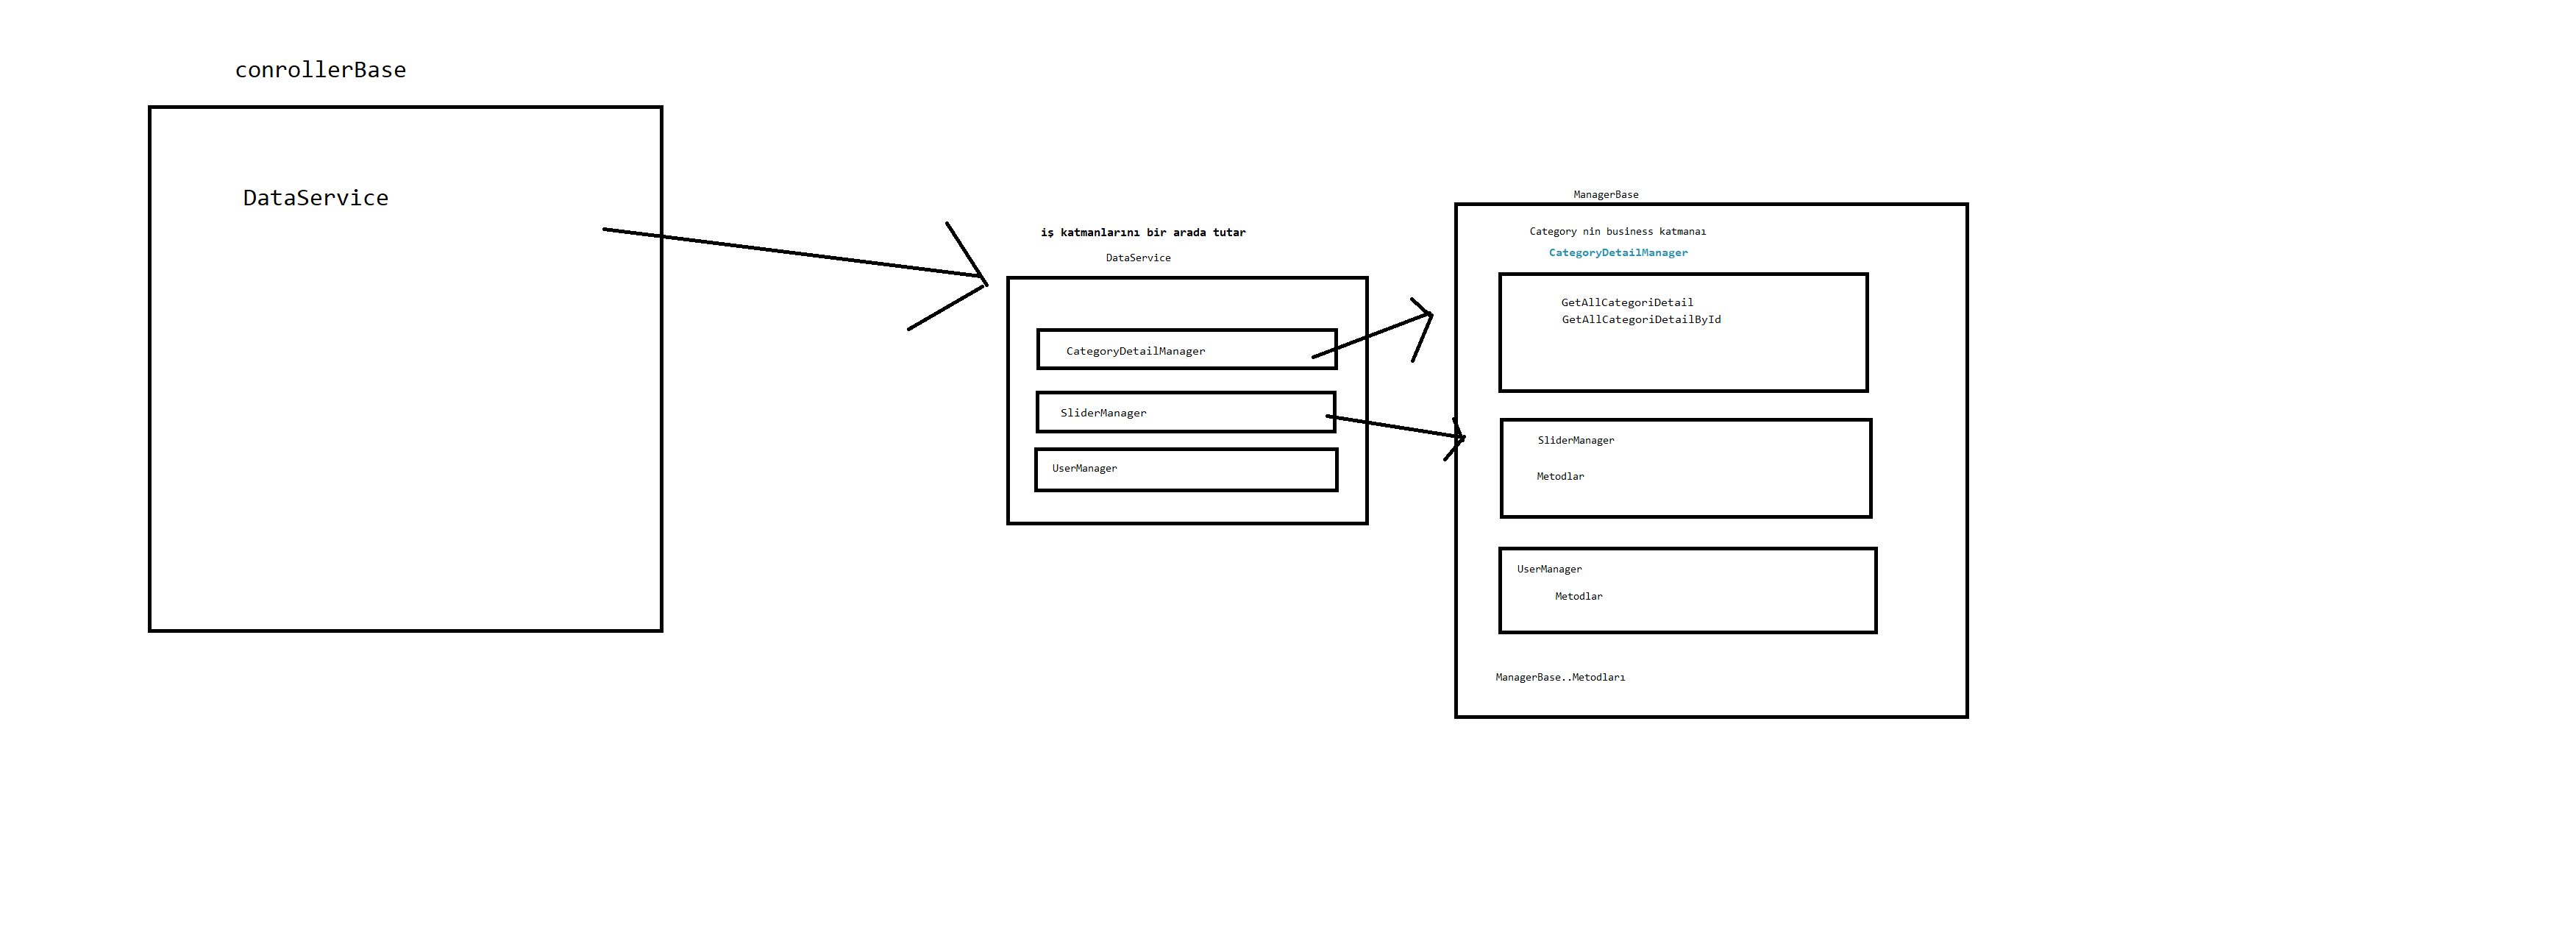 conrollerBase
DataService
iş katmanlarını bir arada tutar
DataService
CategoryDetailManager
SliderManager
UserManager
ManagerBase
Category nin business katmanaı
CategoryDetailManager
GetAllCategoriDetail
GetAllCategoriDetailById
SliderManager
Metodlar
UserManager
Metodlar
ManagerBase..Metodları